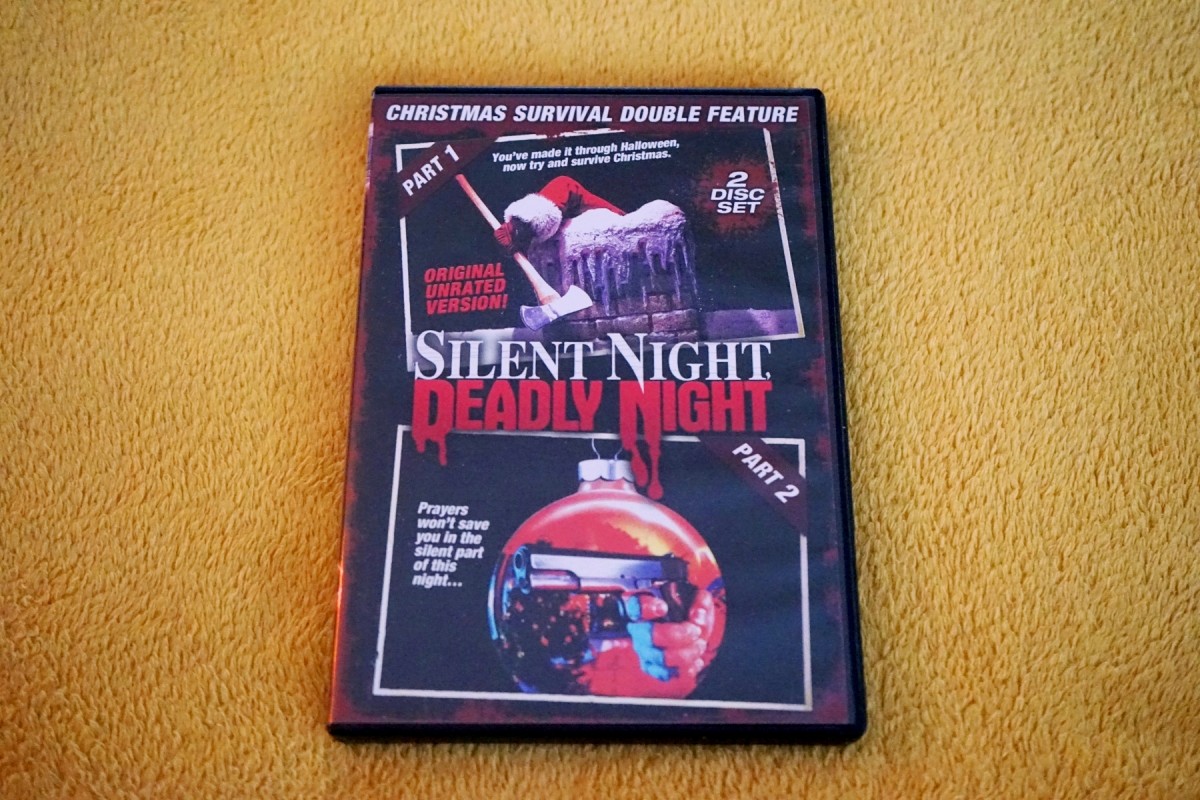 CHRISTMAS SURVIVAL DOUBLE FEATURE
PART 1
You've made it through Halloween,
now try and survive Christmas.
2
DISC
SET
ORIGINAL
UNRATED
VERSION!
SILENT NIGHT,
DEADLY NIGHT
PART 2
Prayers
won't save
you in the
silent part
of this
night...